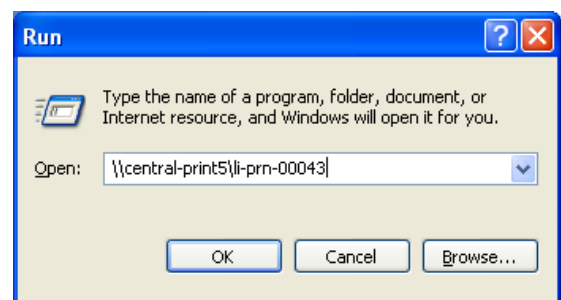 Run
Type the name of a program, folder, document, or
Internet resource, and Windows will open it for you.
Open: \\central-print5\li-prn-00043
OK Cancel Browse...